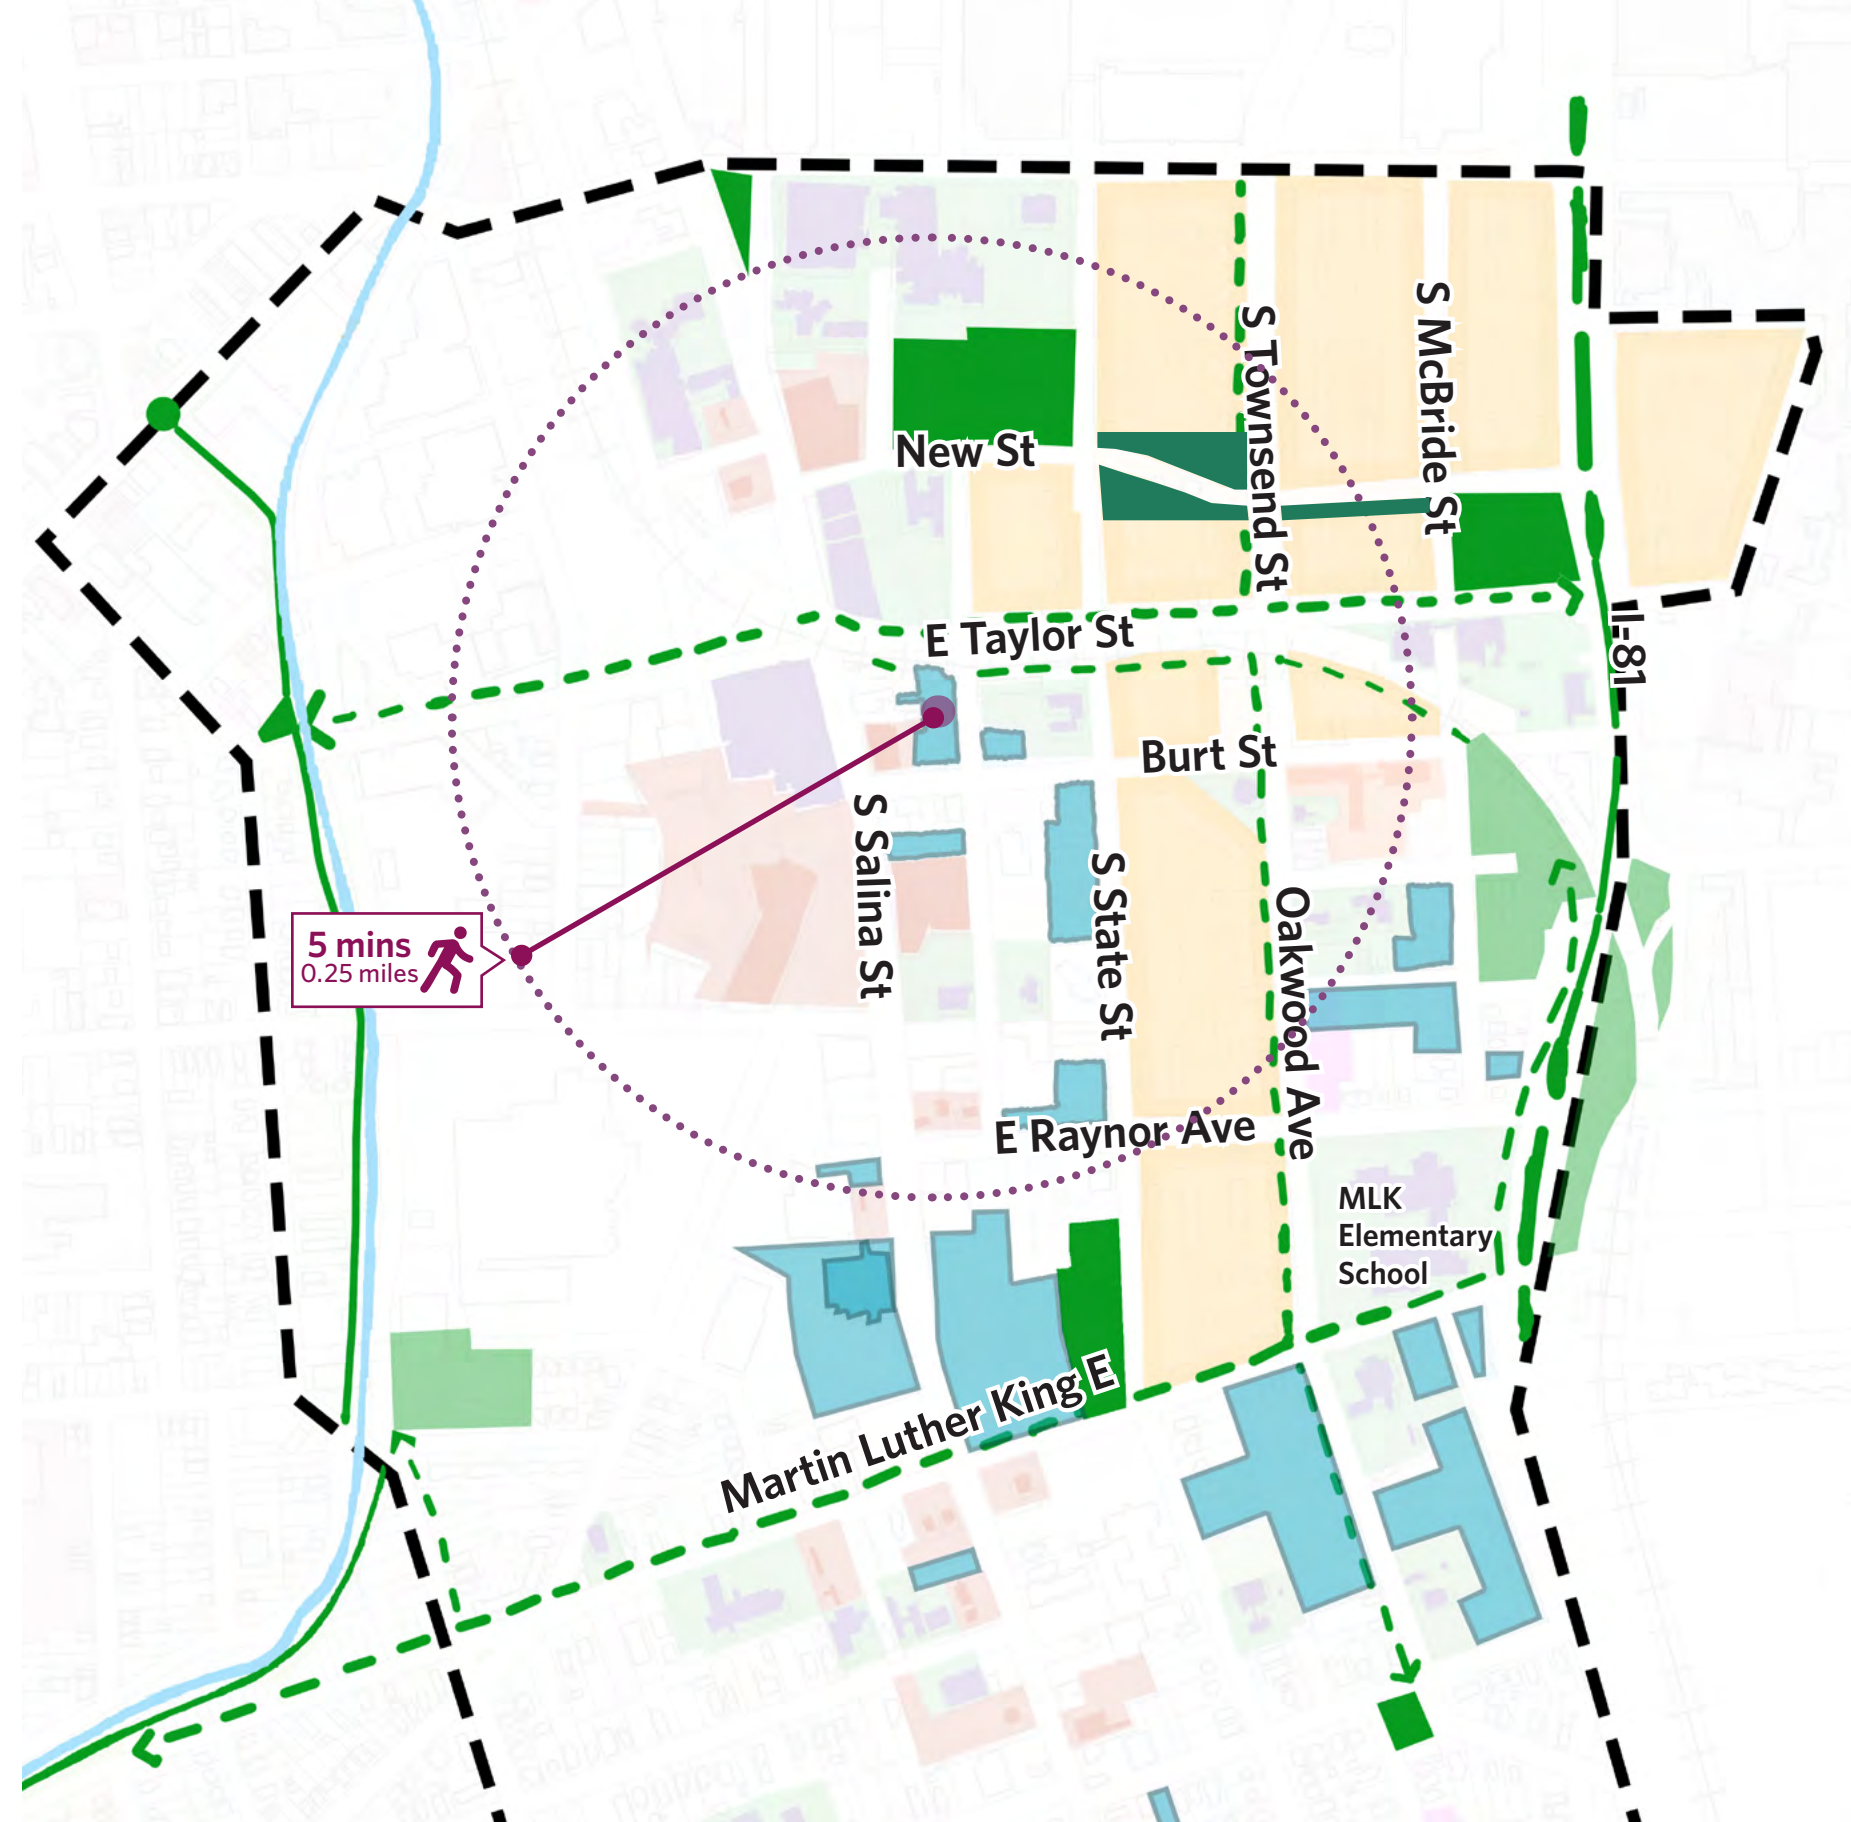 S Townsend St
S McBride St
New St
E Taylor St
II-81
Burt St
S Salina St
S State St
Oakwood Ave
5 mins
0.25 miles
E Raynor Ave
MLK
Elementary
School
Martin Luther King E